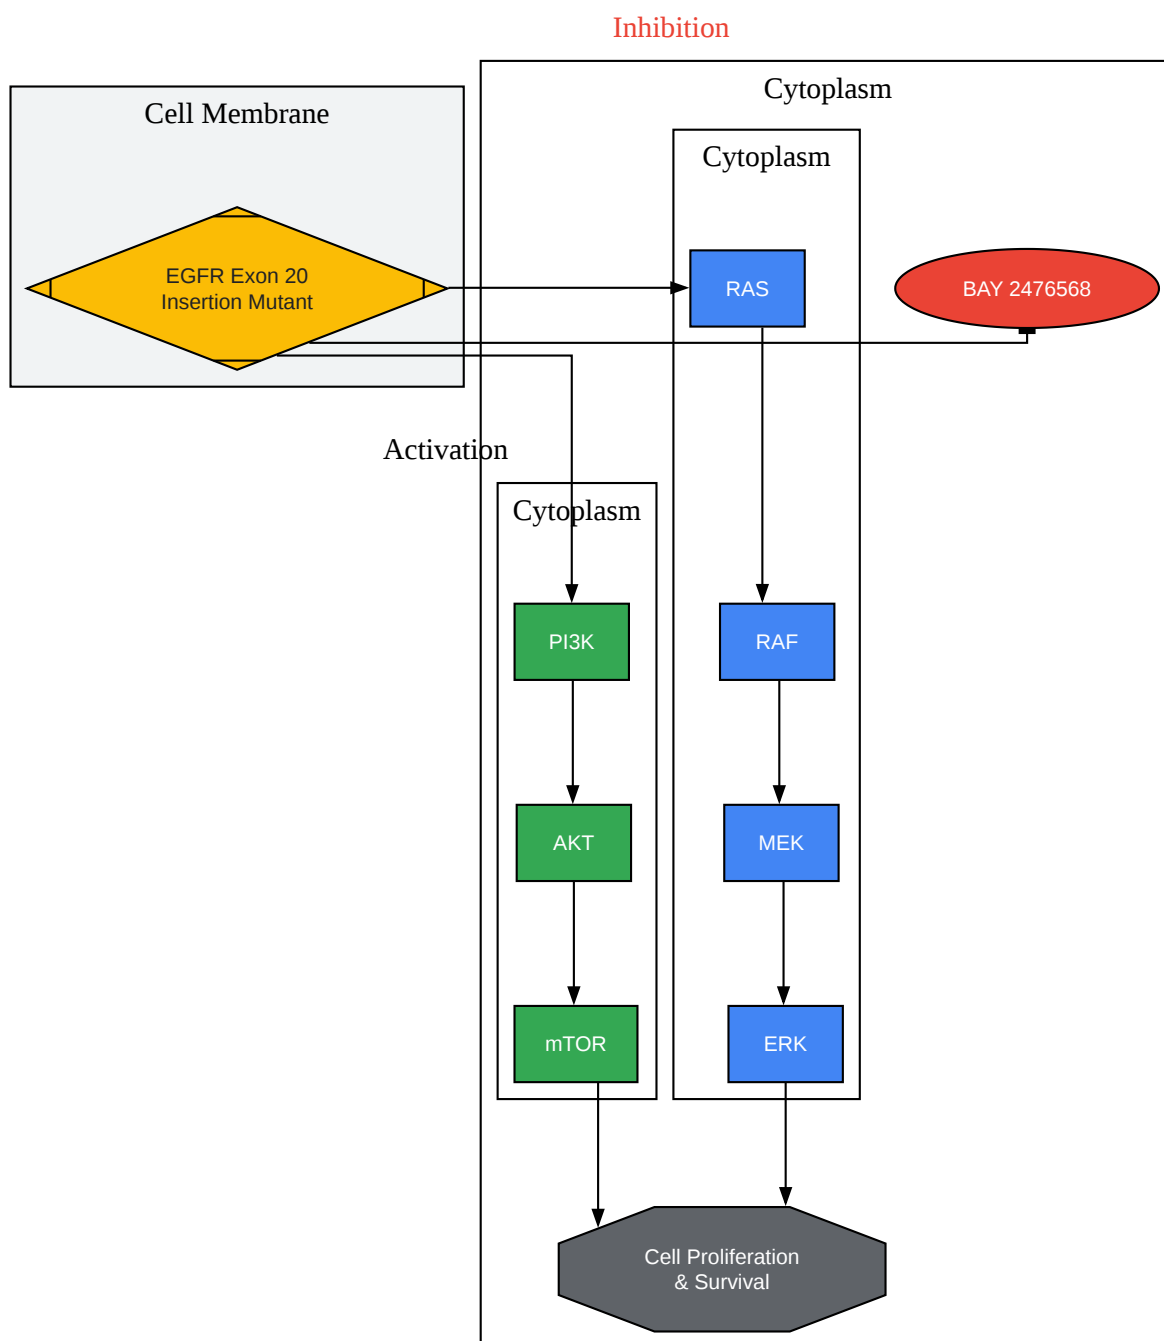 Inhibition
Cytoplasm
Cell Membrane
Cytoplasm
EGFR Exon 20
Insertion Mutant
RAS
BAY 2476568
Activation
Cytoplasm
PI3K
RAF
AKT
MEK
mTOR
ERK
Cell Proliferation
& Survival